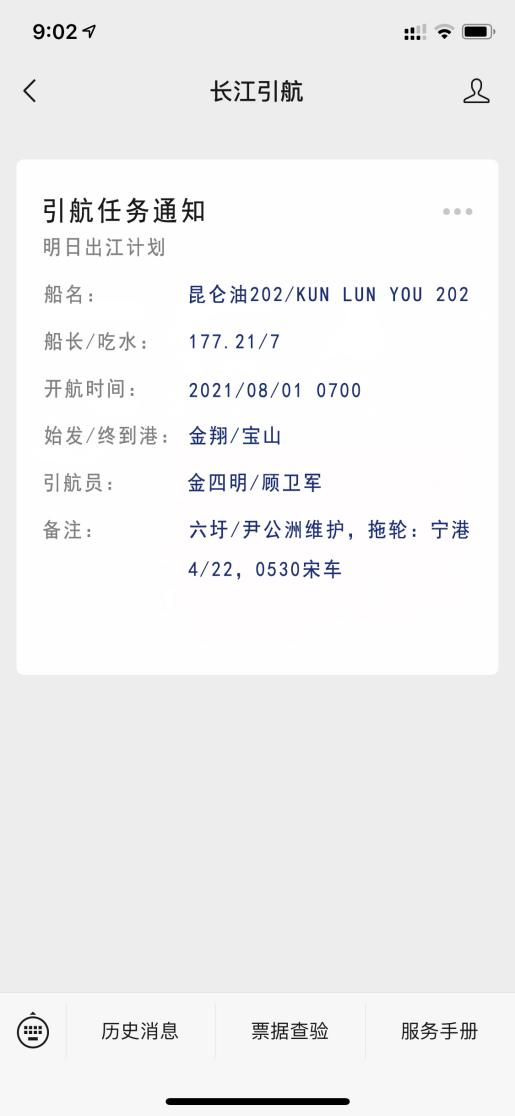 9:02
长江引航
引航任务通知
明日出江计划
船名: 昆仑油202/KUN LUN YOU 202
船长/吃水: 177.21/7
开航时间: 2021/08/01 0700
始发/终到港: 金翔/宝山
引航员: 金四明/顾卫军
备注: 六圩/尹公洲维护, 拖轮: 宁港
4/22, 0530宋车
历史消息 票据查验 服务手册